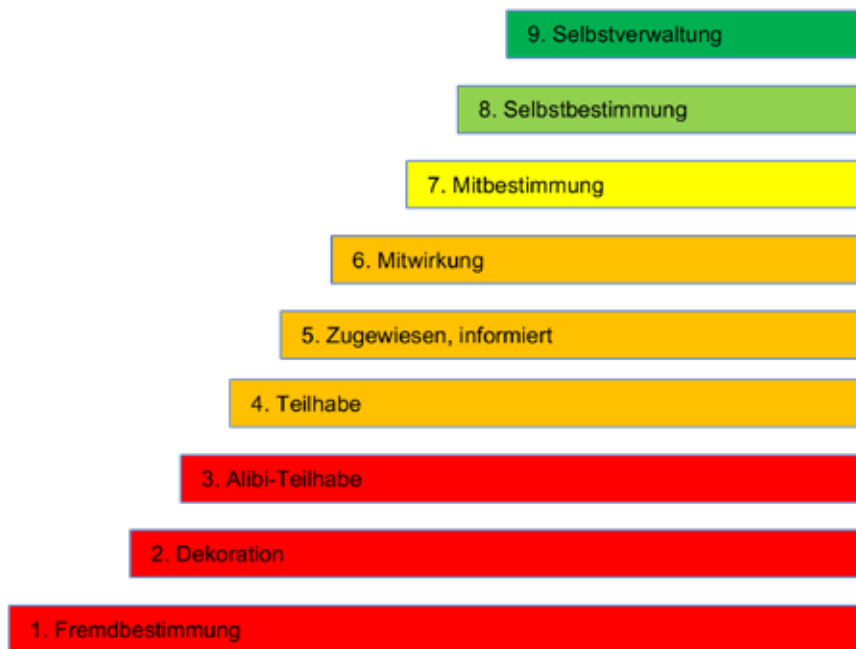 9. Selbstverwaltung
8. Selbstbestimmung
7. Mitbestimmung
6. Mitwirkung
5. Zugewiesen, informiert
4. Teilhabe
3. Alibi-Teilhabe
2. Dekoration
1. Fremdbestimmung